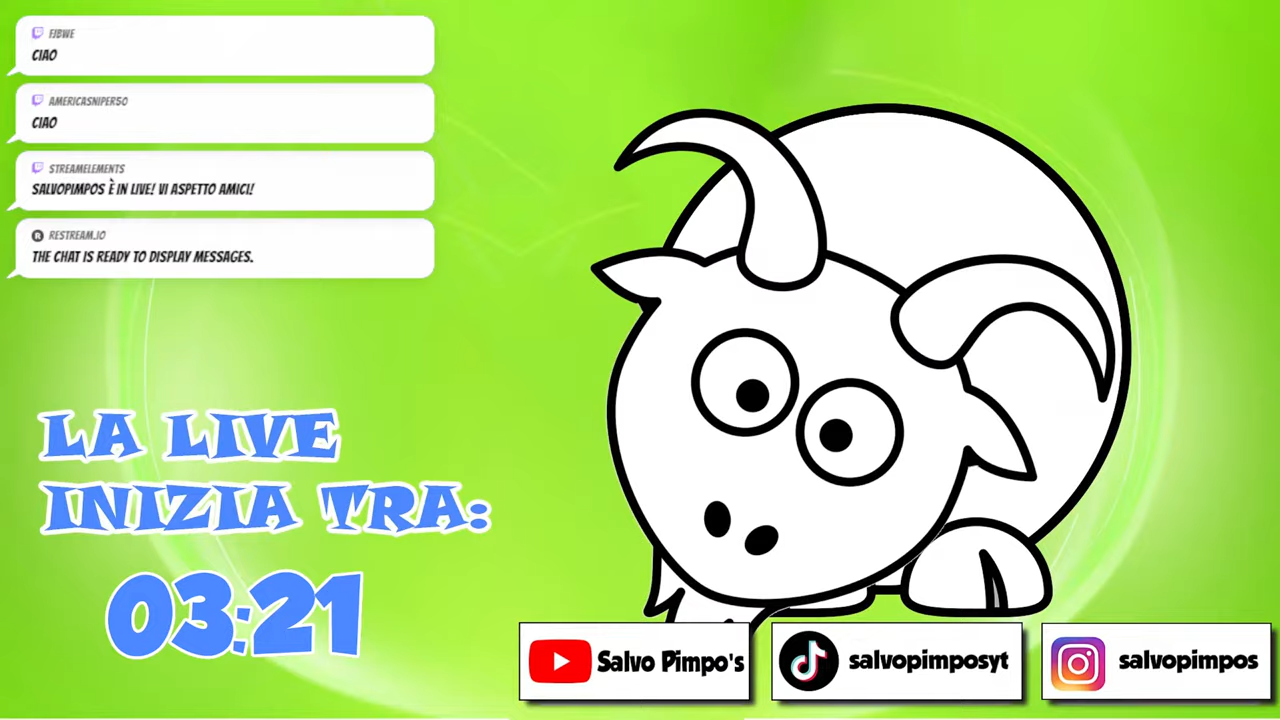 FJBWE
CIAO
AMERICASNIPER50
CIAO
STREAMELEMENTS
SALVOPIMPOS È IN LIVE! VI ASPETTO AMICI!
RESTREAM.IO
THE CHAT IS READY TO DISPLAY MESSAGES.
LA LIVE
INIZIA TRA:
03:21
Salvo Pimpo's
salvopimposyt
salvopimpos